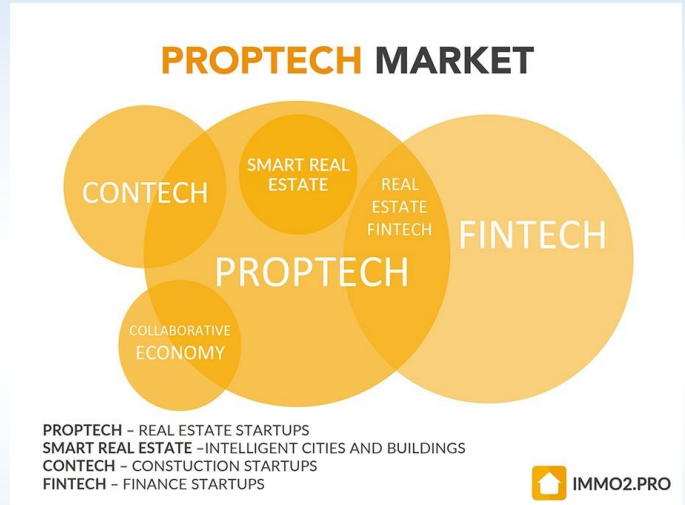 PROPTECH MARKET
CONTECH
SMART REAL
ESTATE
REAL
ESTATE
FINTECH
FINTECH
PROPTECH
COLLABORATIVE
ECONOMY
PROPTECH – REAL ESTATE STARTUPS
SMART REAL ESTATE –INTELLIGENT CITIES AND BUILDINGS
CONTECH – CONSTUCTION STARTUPS
FINTECH – FINANCE STARTUPS
IMMO2.PRO